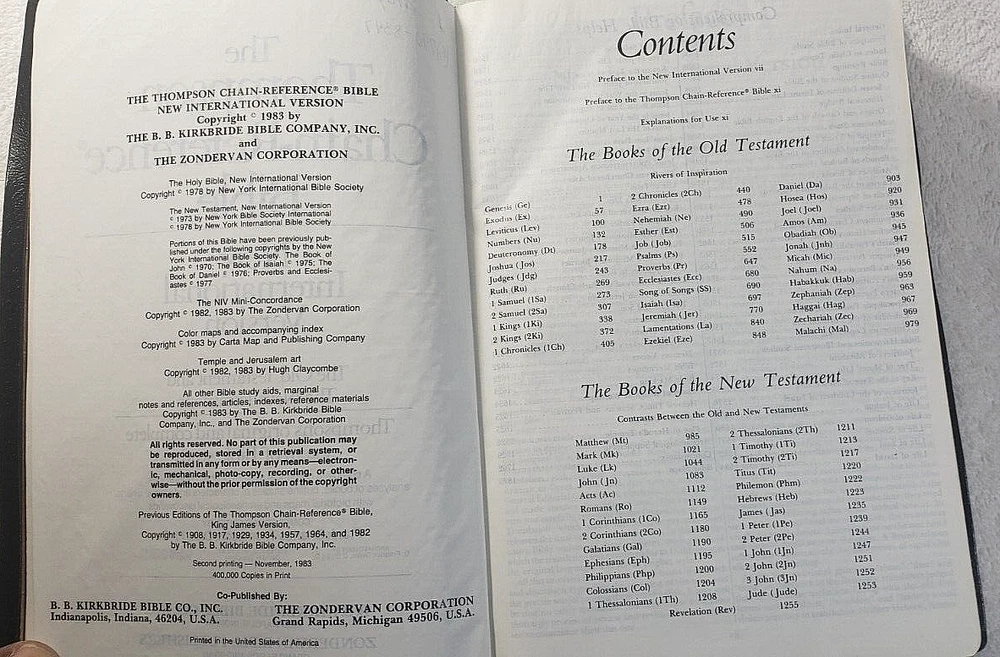 THE THOMPSON CHAIN-REFERENCE® BIBLE
NEW INTERNATIONAL VERSION
Copyright © 1983 by
THE B. B. KIRKBRIDE BIBLE COMPANY, INC.
and
THE ZONDERVAN CORPORATION
The Holy Bible, New International Version
Copyright © 1978 by New York International Bible Society
The New Testament, New International Version
© 1973 by New York Bible Society International
© 1978 by New York International Bible Society
Portions of this Bible have been previously pub-
lished under the following copyrights by the New
York International Bible Society. The Book of
John © 1970; The Book of Isaiah © 1975; The
Book of Daniel © 1976; Proverbs and Ecclesi-
astes © 1977
The NIV Mini-Concordance
Copyright © 1982, 1983 by The Zondervan Corporation
Color maps and accompanying index
Copyright © 1983 by Carta Map and Publishing Company
Temple and Jerusalem art
Copyright © 1982, 1983 by Hugh Claycombe
All other Bible study aids, marginal
notes and references, articles, indexes, reference materials
Copyright © 1983 by The B. B. Kirkbride Bible
Company, Inc., and The Zondervan Corporation
All rights reserved. No part of this publication may
be reproduced, stored in a retrieval system, or
transmitted in any form or by any means—electron-
ic, mechanical, photo-copy, recording, or other-
wise—without the prior permission of the copyright
owners.
Previous Editions of The Thompson Chain-Reference® Bible,
King James Version,
Copyright © 1908, 1917, 1929, 1934, 1957, 1964, and 1982
by The B. B. Kirkbride Bible Company, Inc.
Second printing — November, 1983
400,000 Copies in Print
Co-Published By:
B. B. KIRKBRIDE BIBLE CO., INC.
Indianapolis, Indiana, 46204, U.S.A.
THE ZONDERVAN CORPORATION
Grand Rapids, Michigan 49506, U.S.A.
Printed in the United States of America
Contents
Preface to the New International Version vii
Preface to the Thompson Chain-Reference® Bible xi
Explanations for Use xi
The Books of the Old Testament
Rivers of Inspiration
Genesis (Ge) 1
Exodus (Ex) 57
Leviticus (Lev) 100
Numbers (Nu) 132
Deuteronomy (Dt) 178
Joshua (Jos) 217
Judges (Jdg) 243
Ruth (Ru) 269
1 Samuel (1Sa) 273
2 Samuel (2Sa) 307
1 Kings (1Ki) 338
2 Kings (2Ki) 372
1 Chronicles (1Ch) 405
2 Chronicles (2Ch) 440
Ezra (Ezr) 478
Nehemiah (Ne) 490
Esther (Est) 506
Job (Job) 515
Psalms (Ps) 552
Proverbs (Pr) 647
Ecclesiastes (Ecc) 680
Song of Songs (SS) 690
Isaiah (Isa) 697
Jeremiah (Jer) 770
Lamentations (La) 840
Ezekiel (Eze) 848
Daniel (Da) 903
Hosea (Hos) 920
Joel (Joel) 931
Amos (Am) 936
Obadiah (Ob) 945
Jonah (Jnh) 947
Micah (Mic) 949
Nahum (Na) 956
Habakkuk (Hab) 959
Zephaniah (Zep) 963
Haggai (Hag) 967
Zechariah (Zec) 969
Malachi (Mal) 979
The Books of the New Testament
Contrasts Between the Old and New Testaments
Matthew (Mt) 985
Mark (Mk) 1021
Luke (Lk) 1044
John (Jn) 1083
Acts (Ac) 1112
Romans (Ro) 1149
1 Corinthians (1Co) 1165
2 Corinthians (2Co) 1180
Galatians (Gal) 1190
Ephesians (Eph) 1195
Philippians (Php) 1200
Colossians (Col) 1204
1 Thessalonians (1Th) 1208
2 Thessalonians (2Th) 1211
1 Timothy (1Ti) 1213
2 Timothy (2Ti) 1217
Titus (Tit) 1220
Philemon (Phm) 1222
Hebrews (Heb) 1223
James (Jas) 1235
1 Peter (1Pe) 1239
2 Peter (2Pe) 1244
1 John (1Jn) 1247
2 John (2Jn) 1251
3 John (3Jn) 1252
Jude (Jude) 1253
Revelation (Rev) 1255